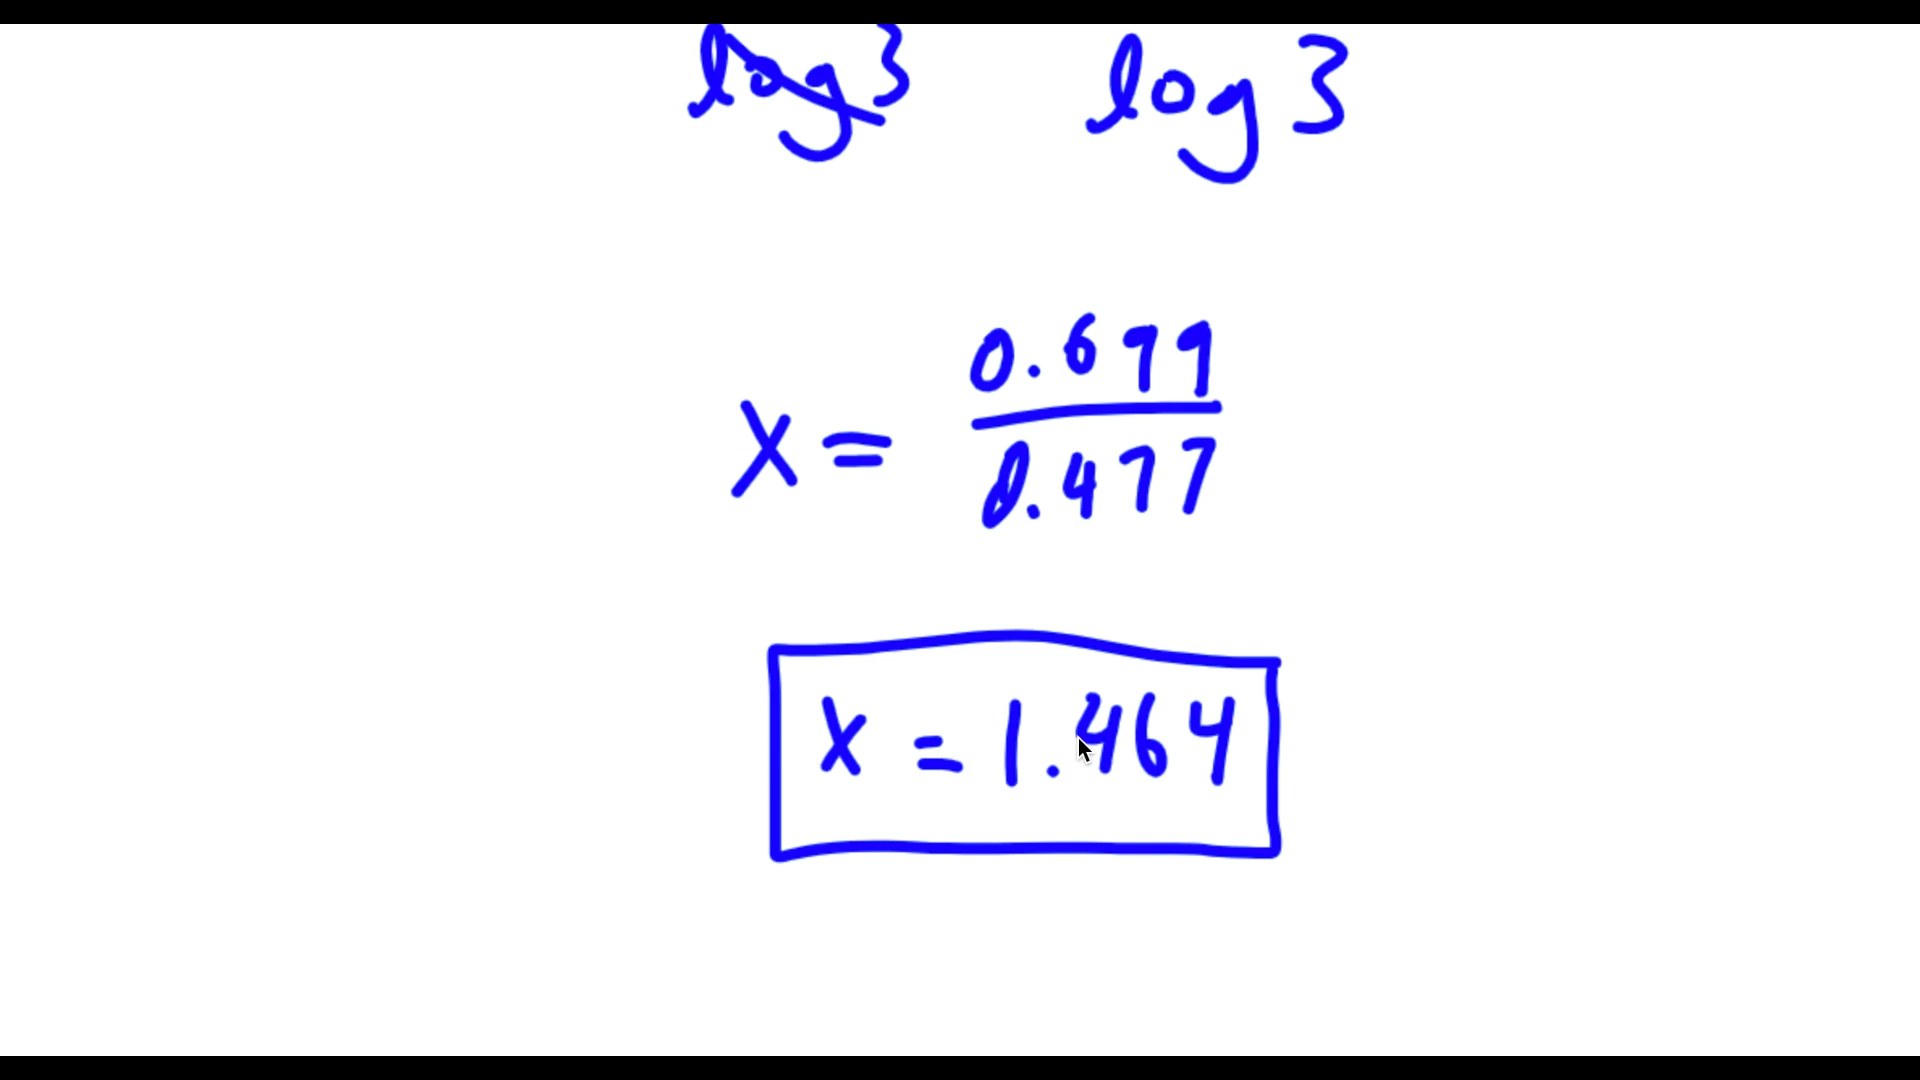 log 3 log 3
0.699
x =
0.477
x = 1.464